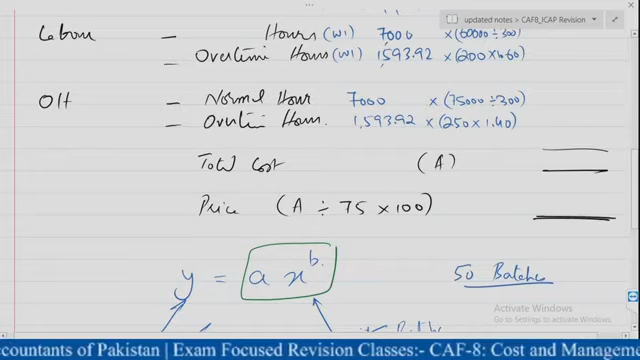 updated notes > CAF8_ICAP Revision
Labour – Hours (W1) 7000 × (60000 ÷ 300)
– Overtime Hours (W1) 1,593.92 × (200 × 1.60)
OH – Normal Hour 7000 × (75000 ÷ 300)
– Overtime Hours. 1,593.92 × (250 × 1.40)
Total Cost (A)
Price (A ÷ 75 × 100)
y = a x^b.
50 Batches
Activate Windows
Go to Settings to activate Windows.
ccountants of Pakistan | Exam Focused Revision Classes:- CAF-8: Cost and Managem